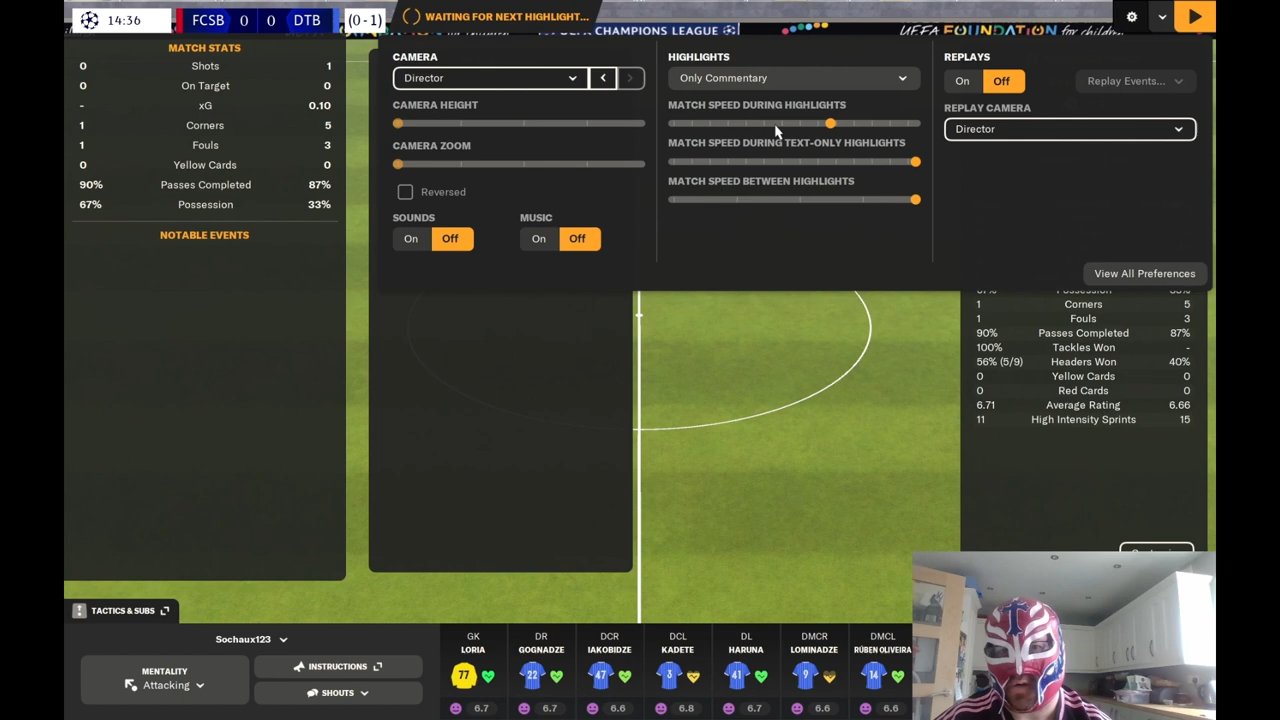 14:36 FCSB 0 0 DTB (0-1) WAITING FOR NEXT HIGHLIGHT...
UEFA CHAMPIONS LEAGUE
UEFA FOUNDATION for children
MATCH STATS
0 Shots 1
0 On Target 0
- xG 0.10
1 Corners 5
1 Fouls 3
0 Yellow Cards 0
90% Passes Completed 87%
67% Possession 33%
NOTABLE EVENTS
CAMERA
Director
CAMERA HEIGHT
CAMERA ZOOM
Reversed
SOUNDS MUSIC
On Off On Off
HIGHLIGHTS
Only Commentary
MATCH SPEED DURING HIGHLIGHTS
MATCH SPEED DURING TEXT-ONLY HIGHLIGHTS
MATCH SPEED BETWEEN HIGHLIGHTS
REPLAYS
On Off Replay Events...
REPLAY CAMERA
Director
View All Preferences
1 Corners 5
1 Fouls 3
90% Passes Completed 87%
100% Tackles Won -
56% (5/9) Headers Won 40%
0 Yellow Cards 0
0 Red Cards 0
6.71 Average Rating 6.66
11 High Intensity Sprints 15
TACTICS & SUBS
Sochaux123
MENTALITY
Attacking
INSTRUCTIONS
SHOUTS
GK DR DCR DCL DL DMCR DMCL
LORIA GOGNADZE IAKOBIDZE KADETE HARUNA LOMINADZE RÚBEN OLIVEIRA
77 22 47 3 41 9 14
6.7 6.7 6.6 6.8 6.7 6.6 6.6